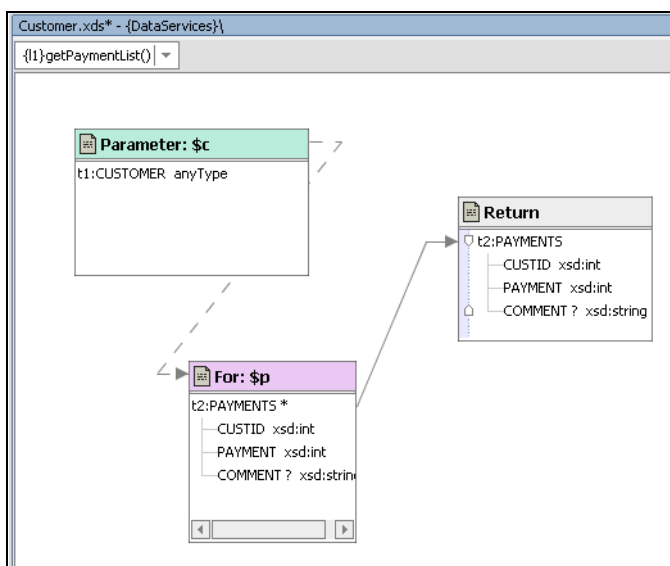 Customer.xds* - {DataServices}\
{l1}getPaymentList()
Parameter: $c
t1:CUSTOMER anyType
Return
t2:PAYMENTS
CUSTID xsd:int
PAYMENT xsd:int
COMMENT ? xsd:string
For: $p
t2:PAYMENTS *
CUSTID xsd:int
PAYMENT xsd:int
COMMENT ? xsd:strin